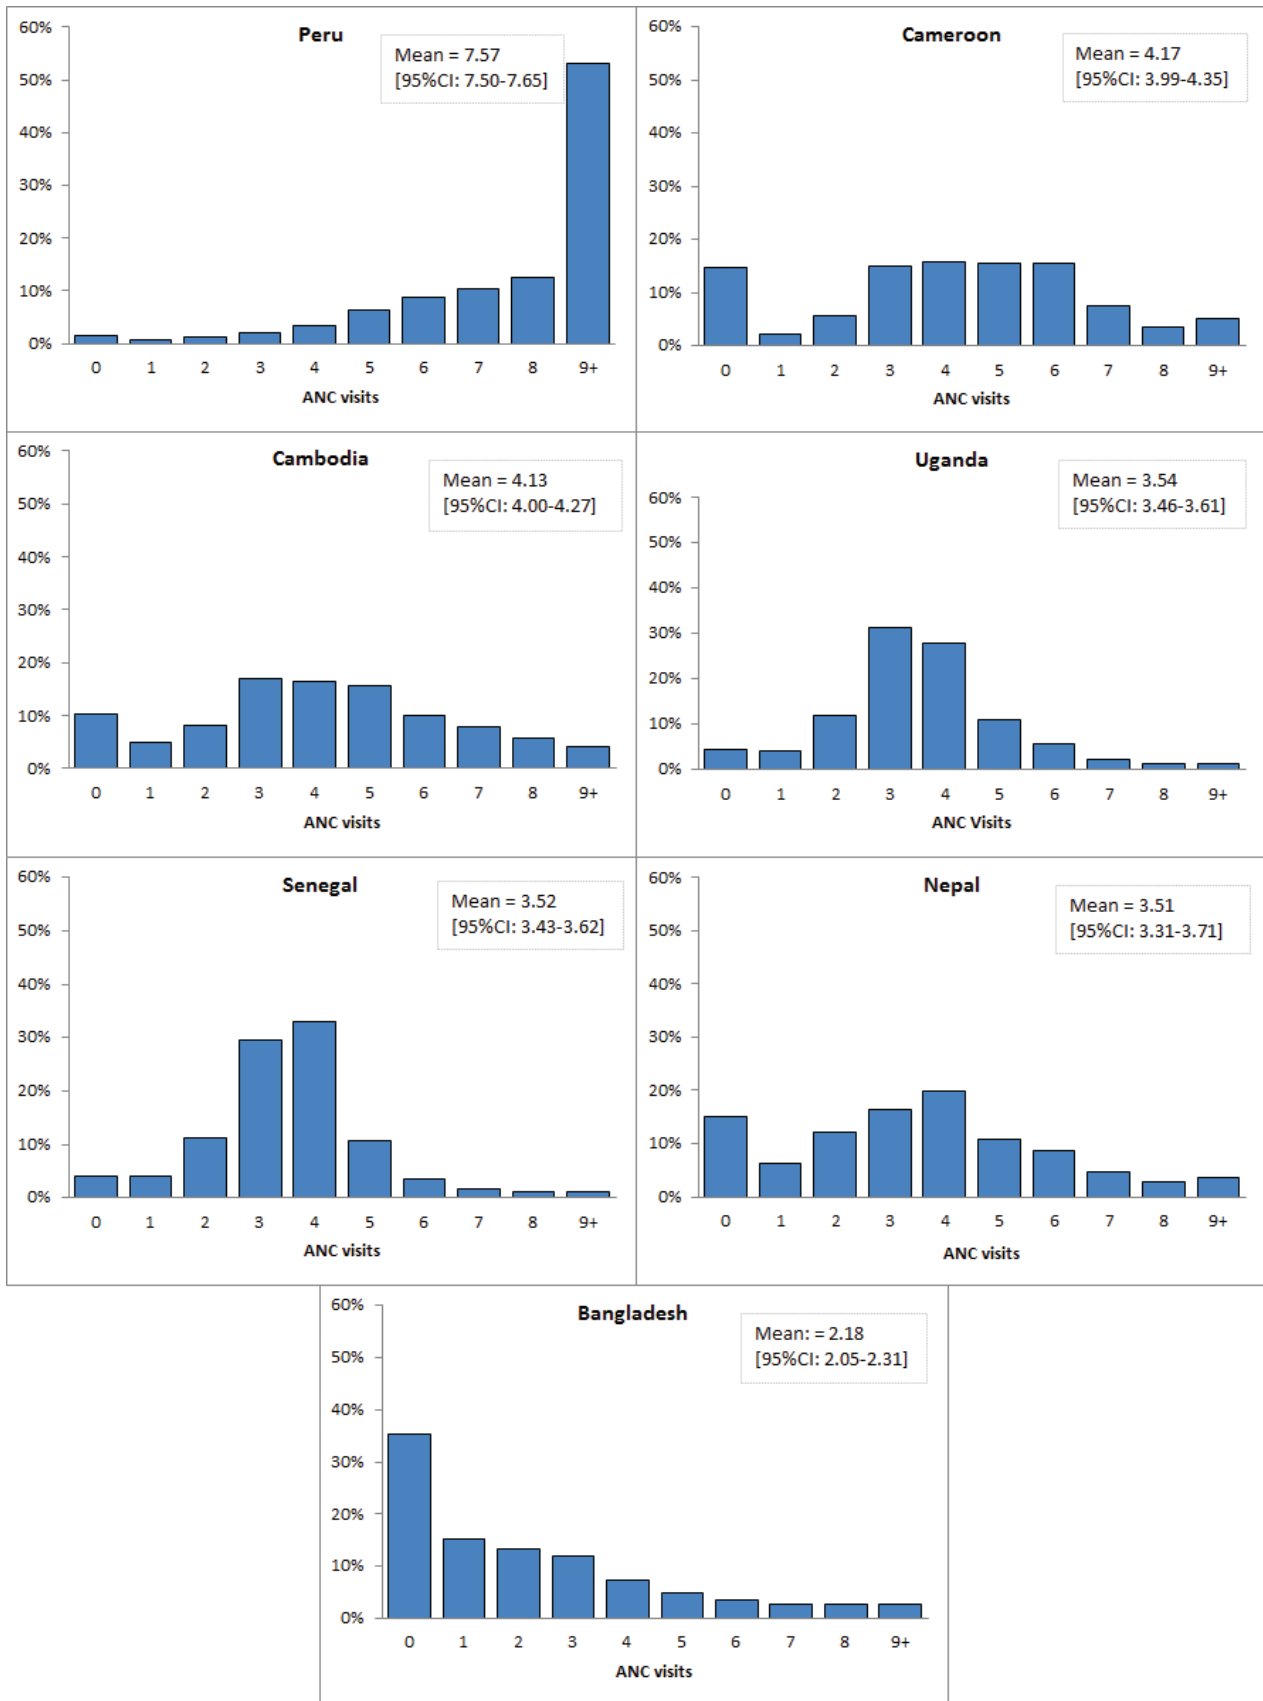 Peru
Mean = 7.57
[95%CI: 7.50-7.65]
60%
50%
40%
30%
20%
10%
0%
0 1 2 3 4 5 6 7 8 9+
ANC visits
Cameroon
Mean = 4.17
[95%CI: 3.99-4.35]
60%
50%
40%
30%
20%
10%
0%
0 1 2 3 4 5 6 7 8 9+
ANC visits
Cambodia
Mean = 4.13
[95%CI: 4.00-4.27]
60%
50%
40%
30%
20%
10%
0%
0 1 2 3 4 5 6 7 8 9+
ANC visits
Uganda
Mean = 3.54
[95%CI: 3.46-3.61]
60%
50%
40%
30%
20%
10%
0%
0 1 2 3 4 5 6 7 8 9+
ANC Visits
Senegal
Mean = 3.52
[95%CI: 3.43-3.62]
60%
50%
40%
30%
20%
10%
0%
0 1 2 3 4 5 6 7 8 9+
ANC visits
Nepal
Mean = 3.51
[95%CI: 3.31-3.71]
60%
50%
40%
30%
20%
10%
0%
0 1 2 3 4 5 6 7 8 9+
ANC visits
Bangladesh
Mean: = 2.18
[95%CI: 2.05-2.31]
60%
50%
40%
30%
20%
10%
0%
0 1 2 3 4 5 6 7 8 9+
ANC visits